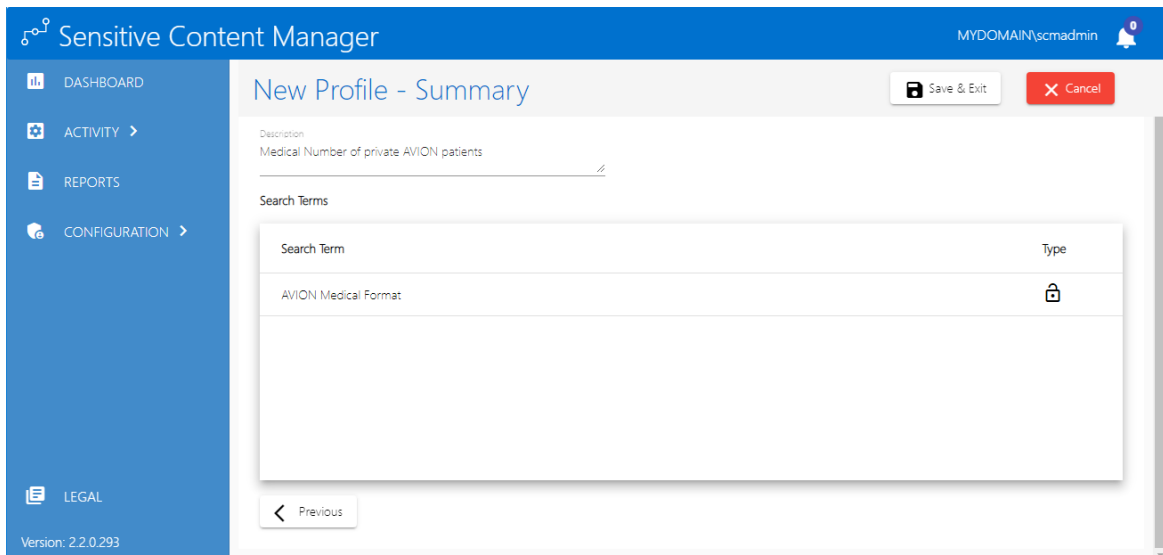 Sensitive Content Manager
MYDOMAIN\scmadmin
0
DASHBOARD
ACTIVITY
REPORTS
CONFIGURATION
LEGAL
Version: 2.2.0.293
New Profile - Summary
Save & Exit
Cancel
Description
Medical Number of private AVION patients
Search Terms
Search Term Type
AVION Medical Format
Previous